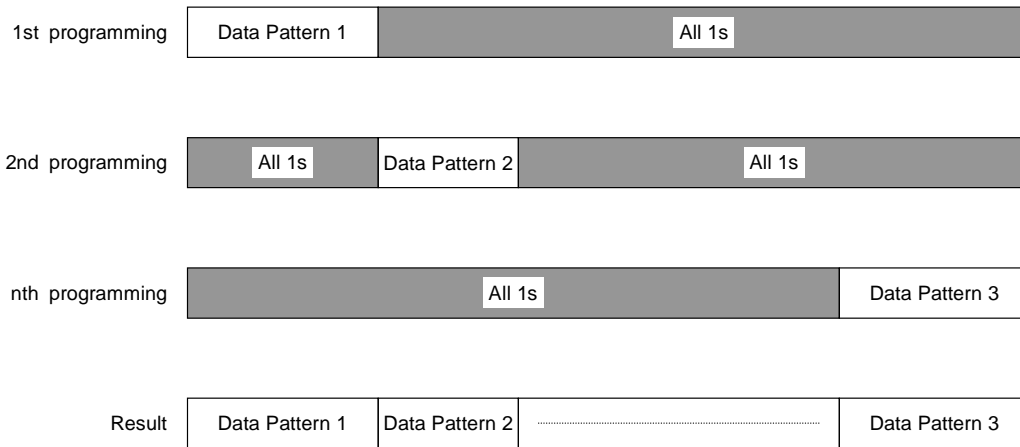 1st programming Data Pattern 1 All 1s
2nd programming All 1s Data Pattern 2 All 1s
nth programming All 1s Data Pattern 3
Result Data Pattern 1 Data Pattern 2 Data Pattern 3